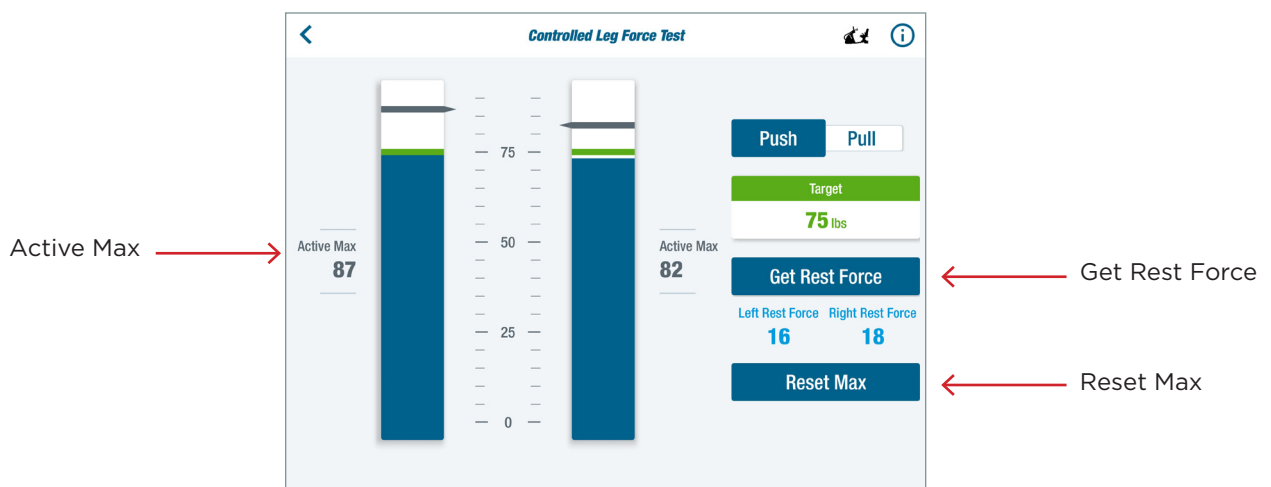 Controlled Leg Force Test
Active Max
Active Max
87
75
50
25
0
Active Max
82
Push Pull
Target
75 lbs
Get Rest Force
Left Rest Force Right Rest Force
16 18
Reset Max
Get Rest Force
Reset Max